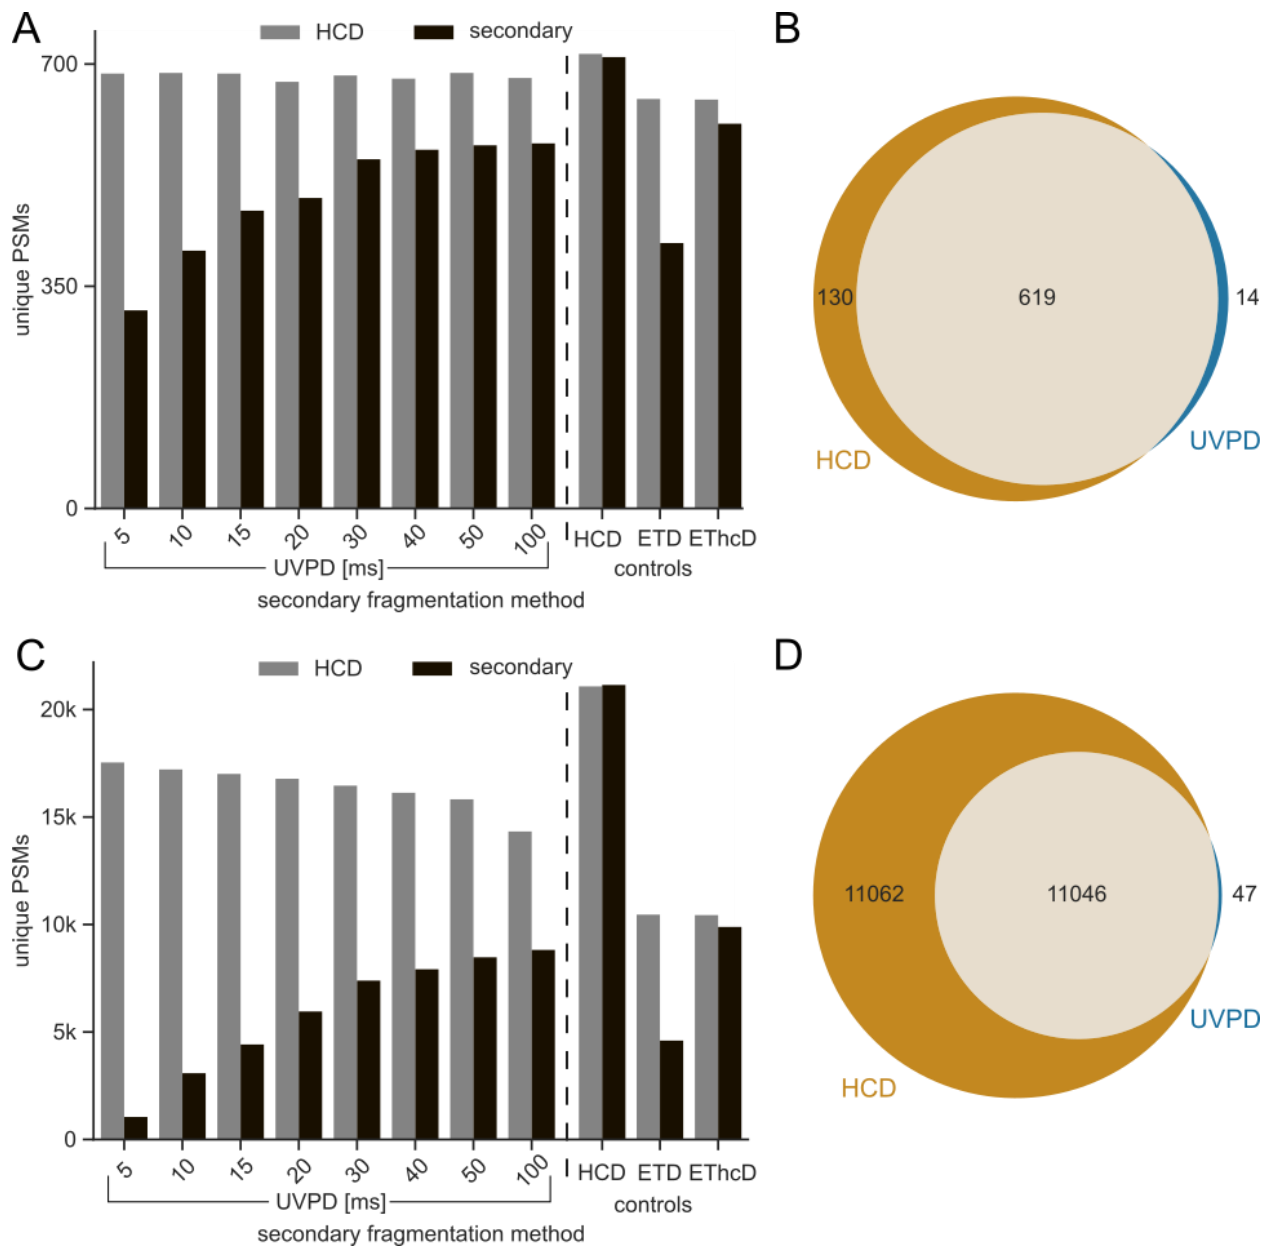 A
HCD
secondary
700
350
0
unique PSMs
5
10
15
20
30
40
50
100
HCD
ETD
EThcD
UVPD [ms]
controls
secondary fragmentation method
B
130
619
14
HCD
UVPD
C
HCD
secondary
20k
15k
10k
5k
0
unique PSMs
5
10
15
20
30
40
50
100
HCD
ETD
EThcD
UVPD [ms]
controls
secondary fragmentation method
D
11062
11046
47
UVPD
HCD